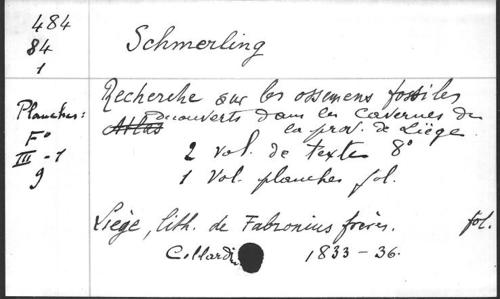 484
84
1
Schmerling
Planches:
F°
III - 1
9
Recherche sur les ossemens fossiles
Atlas découverts dans les Cavernes de
la prov. de Liège.
2 vol. de texte 8°
1 vol. planches fol.
Liège, lith. de Fabronius frères. fol.
Collardin 1833-36.